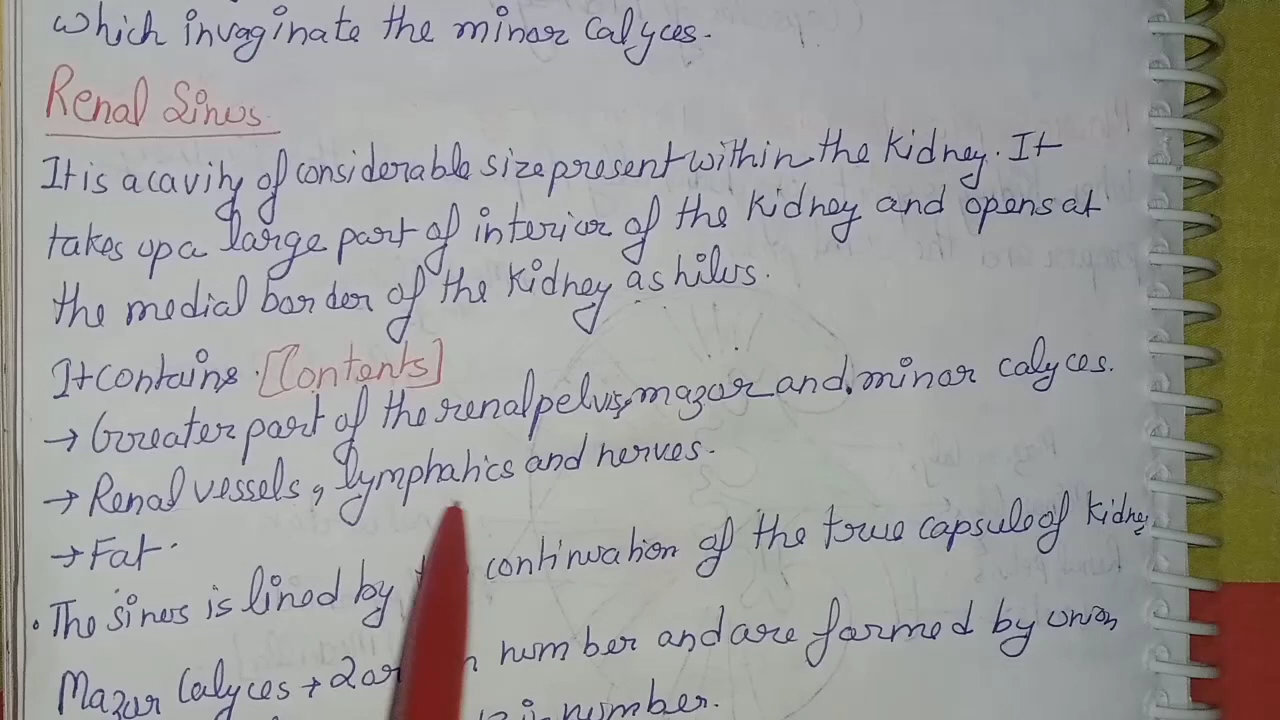 which invaginate the minor Calyces.
Renal Sinus.
It is a cavity of considerable size present within the kidney. It
takes up a large part of interior of the kidney and opens at
the medial border of the kidney as hilus.
It contains. [Contents]
→ Greater part of the renal pelvis, mazor and minor calyces.
→ Renal vessels, lymphatics and nerves.
→ Fat.
• The sinus is lined by continuation of the true capsule of kidney
Mazor Calyces → 2 or number and are formed by union
number.